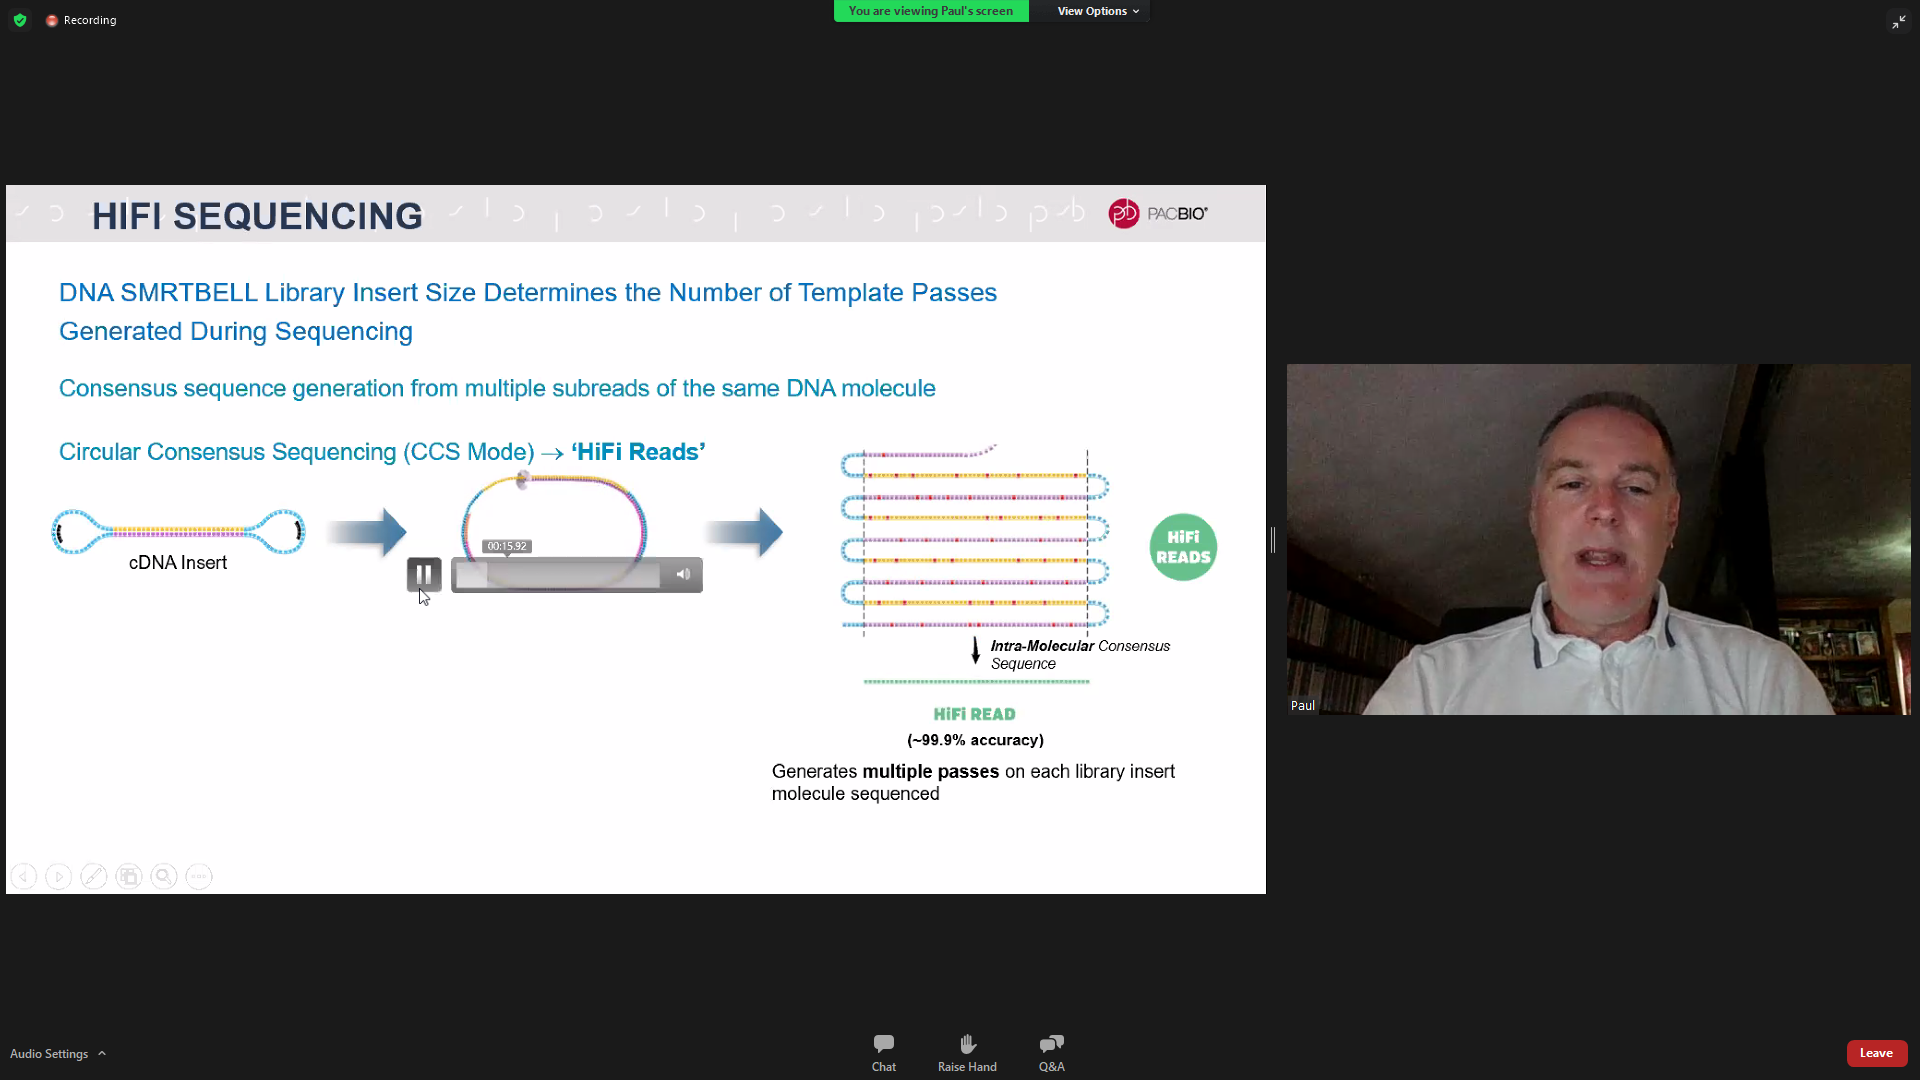 Recording
You are viewing Paul's screen
View Options
HIFI SEQUENCING
PACBIO®
DNA SMRTBELL Library Insert Size Determines the Number of Template Passes
Generated During Sequencing
Consensus sequence generation from multiple subreads of the same DNA molecule
Circular Consensus Sequencing (CCS Mode) → ‘HiFi Reads’
cDNA Insert
00:15.92
HiFi
READS
Intra-Molecular Consensus
Sequence
HiFi READ
(~99.9% accuracy)
Generates multiple passes on each library insert
molecule sequenced
Paul
Audio Settings
Chat
Raise Hand
Q&A
Leave